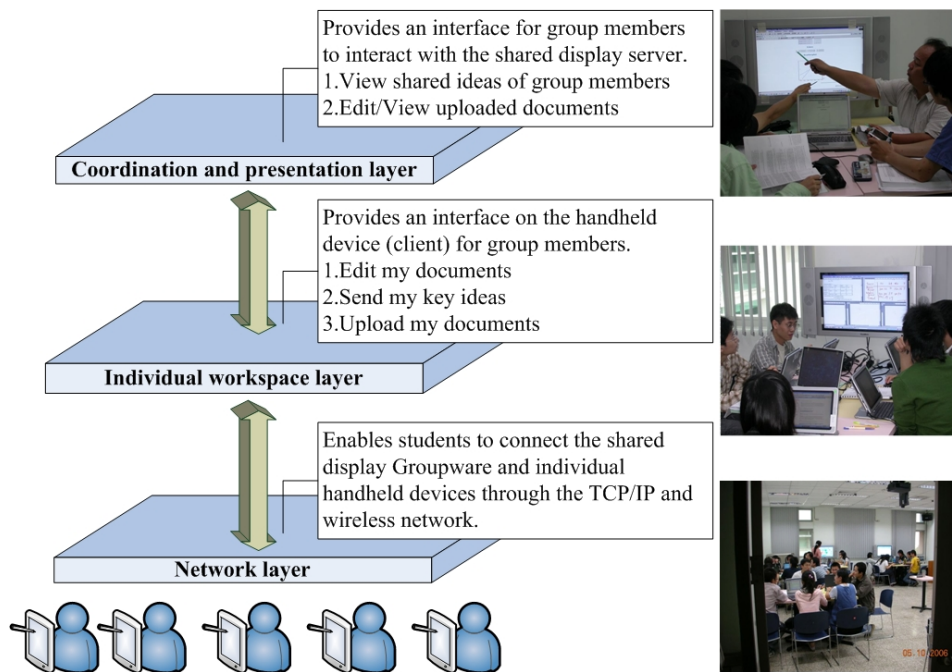 Provides an interface for group members
to interact with the shared display server.
1.View shared ideas of group members
2.Edit/View uploaded documents
Coordination and presentation layer
Provides an interface on the handheld
device (client) for group members.
1.Edit my documents
2.Send my key ideas
3.Upload my documents
Individual workspace layer
Enables students to connect the shared
display Groupware and individual
handheld devices through the TCP/IP and
wireless network.
Network layer
05.10.2006